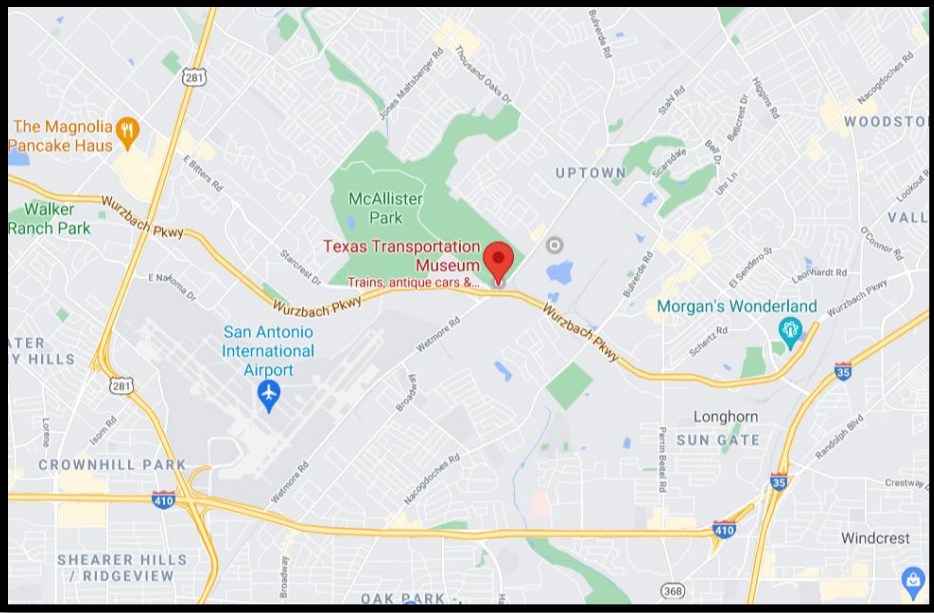 281
Jones Maltsberger Rd
Thousand Oaks Dr
Bulverde Rd
Nacogdoches Rd
Stahl Rd
Higgins Rd
Bellcrest Dr
The Magnolia
Pancake Haus
WOODSTO
E Bitters Rd
Bell Dr
Scarsdale
UPTOWN
Uhr Ln
Lookout R
McAllister
Park
Wurzbach Pkwy
Walker
Ranch Park
VALL
O'Connor Rd
Texas Transportation
Museum
Trains, antique cars &...
Starcrest Dr
El Sendero St
Bulverde Rd
Leonhardt Rd
E Nakoma Dr
Wurzbach Pkwy
Wurzbach Pkwy
Wurzbach Pkwy
Morgan's Wonderland
San Antonio
International
Airport
Wetmore Rd
Schertz Rd
ATER
Y HILLS
281
35
Broadway
Isom Rd
Lorene
Longhorn
SUN GATE
Randolph Blvd
Perrin Beitel Rd
CROWNHILL PARK
Wetmore Rd
Nacogdoches Rd
35
Crestway
410
410
Windcrest
SHEARER HILLS
/ RIDGEVIEW
Broadway
368
OAK PARK -